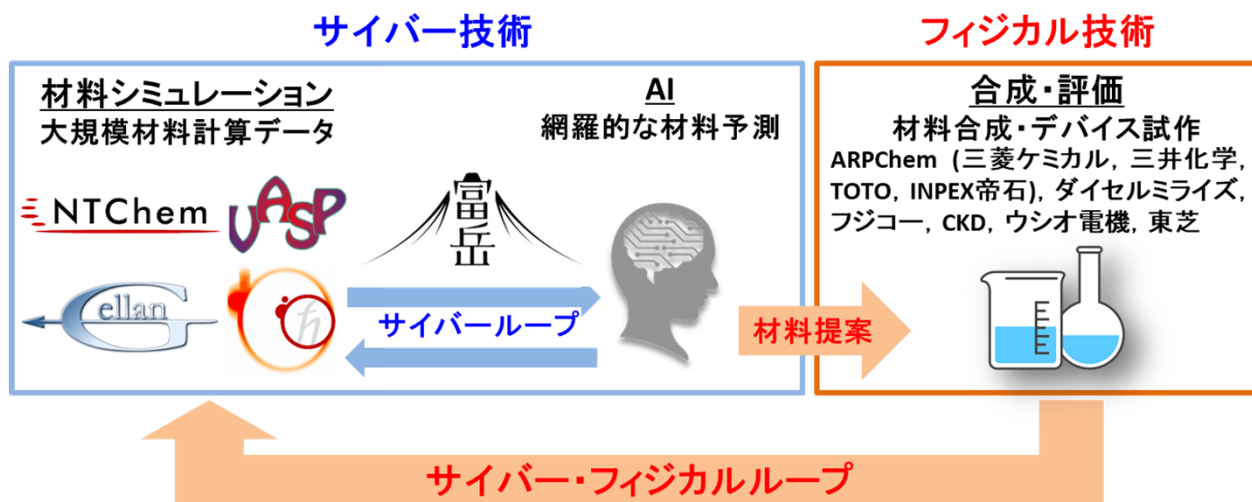 サイバー技術
フィジカル技術
材料シミュレーション
大規模材料計算データ
NTChem
VASP
Gellan
ħ
富岳
サイバーループ
AI
網羅的な材料予測
材料提案
合成・評価
材料合成・デバイス試作
ARPChem (三菱ケミカル, 三井化学,
TOTO, INPEX帝石), ダイセルミライズ,
フジコー, CKD, ウシオ電機, 東芝
サイバー・フィジカルループ